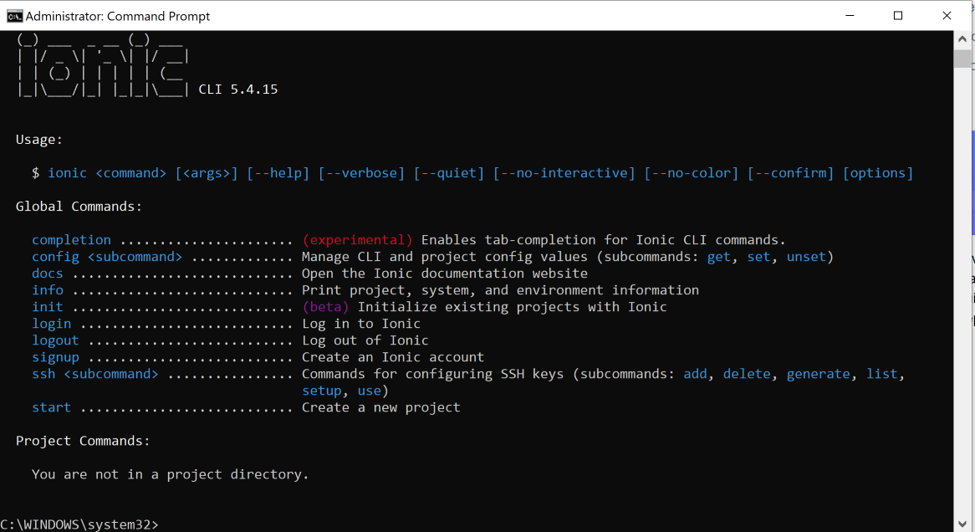 Administrator: Command Prompt
ionic CLI 5.4.15
Usage:
$ ionic <command> [<args>] [--help] [--verbose] [--quiet] [--no-interactive] [--no-color] [--confirm] [options]
Global Commands:
completion ...................... (experimental) Enables tab-completion for Ionic CLI commands.
config <subcommand> ............. Manage CLI and project config values (subcommands: get, set, unset)
docs ............................ Open the Ionic documentation website
info ............................ Print project, system, and environment information
init ............................ (beta) Initialize existing projects with Ionic
login ........................... Log in to Ionic
logout .......................... Log out of Ionic
signup .......................... Create an Ionic account
ssh <subcommand> ................ Commands for configuring SSH keys (subcommands: add, delete, generate, list,
setup, use)
start ........................... Create a new project
Project Commands:
You are not in a project directory.
C:\WINDOWS\system32>